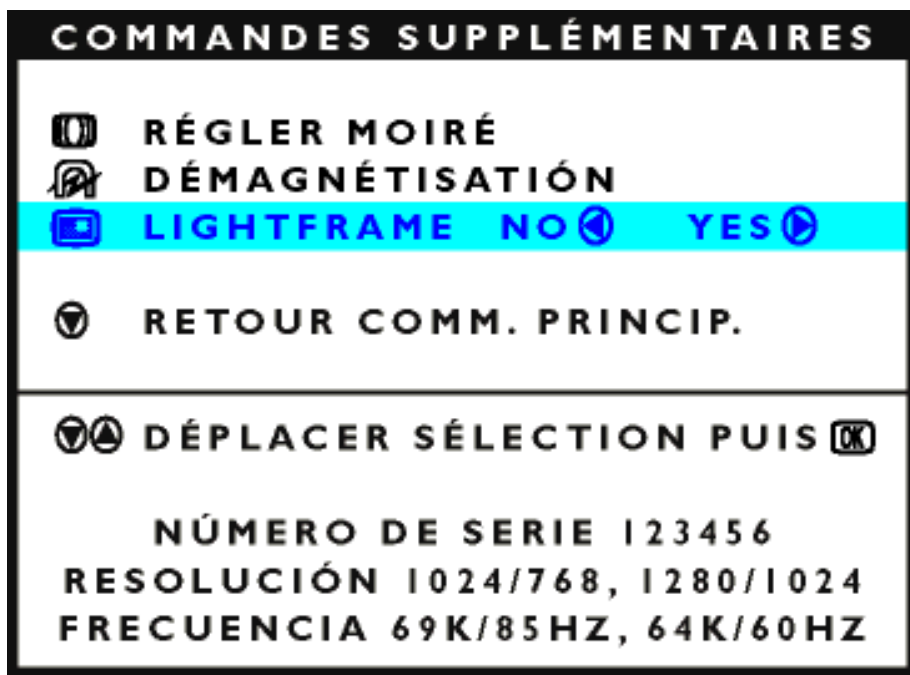 COMMANDES SUPPLÉMENTAIRES
RÉGLER MOIRÉ
DÉMAGNÉTISATIÓN
LIGHTFRAME NO YES
RETOUR COMM. PRINCIP.
DÉPLACER SÉLECTION PUIS OK
NÚMERO DE SERIE 123456
RESOLUCIÓN 1024/768, 1280/1024
FRECUENCIA 69K/85HZ, 64K/60HZ